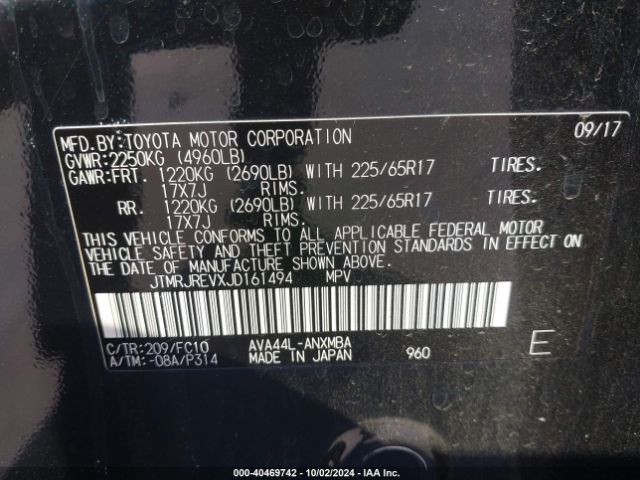 MFD.BY:TOYOTA MOTOR CORPORATION 09/17
GVWR:2250KG (4960LB)
GAWR:FRT. 1220KG (2690LB) WITH 225/65R17 TIRES.
17X7J RIMS.
RR. 1220KG (2690LB) WITH 225/65R17 TIRES.
17X7J RIMS.
THIS VEHICLE CONFORMS TO ALL APPLICABLE FEDERAL MOTOR
VEHICLE SAFETY AND THEFT PREVENTION STANDARDS IN EFFECT ON
THE DATE OF MANUFACTURE SHOWN ABOVE.
JTMRJREVXJD161494 MPV
C/TR:209/FC10 AVA44L-ANXMBA
A/TM:-08A/P314 MADE IN JAPAN 960 E
000-40469742 - 10/02/2024 - IAA Inc.